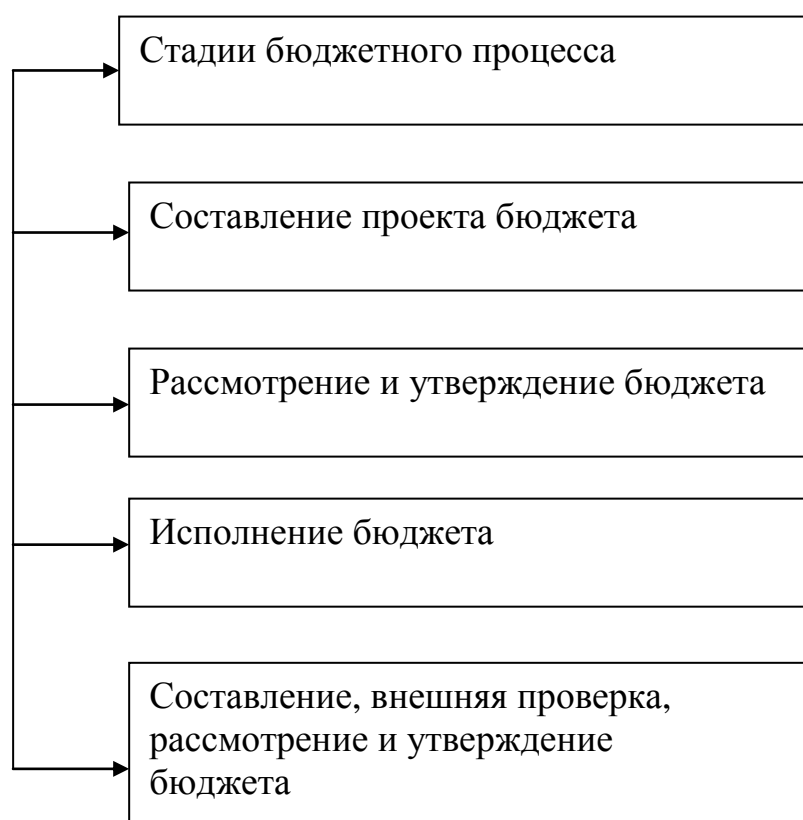 Стадии бюджетного процесса
Составление проекта бюджета
Рассмотрение и утверждение бюджета
Исполнение бюджета
Составление, внешняя проверка,
рассмотрение и утверждение
бюджета